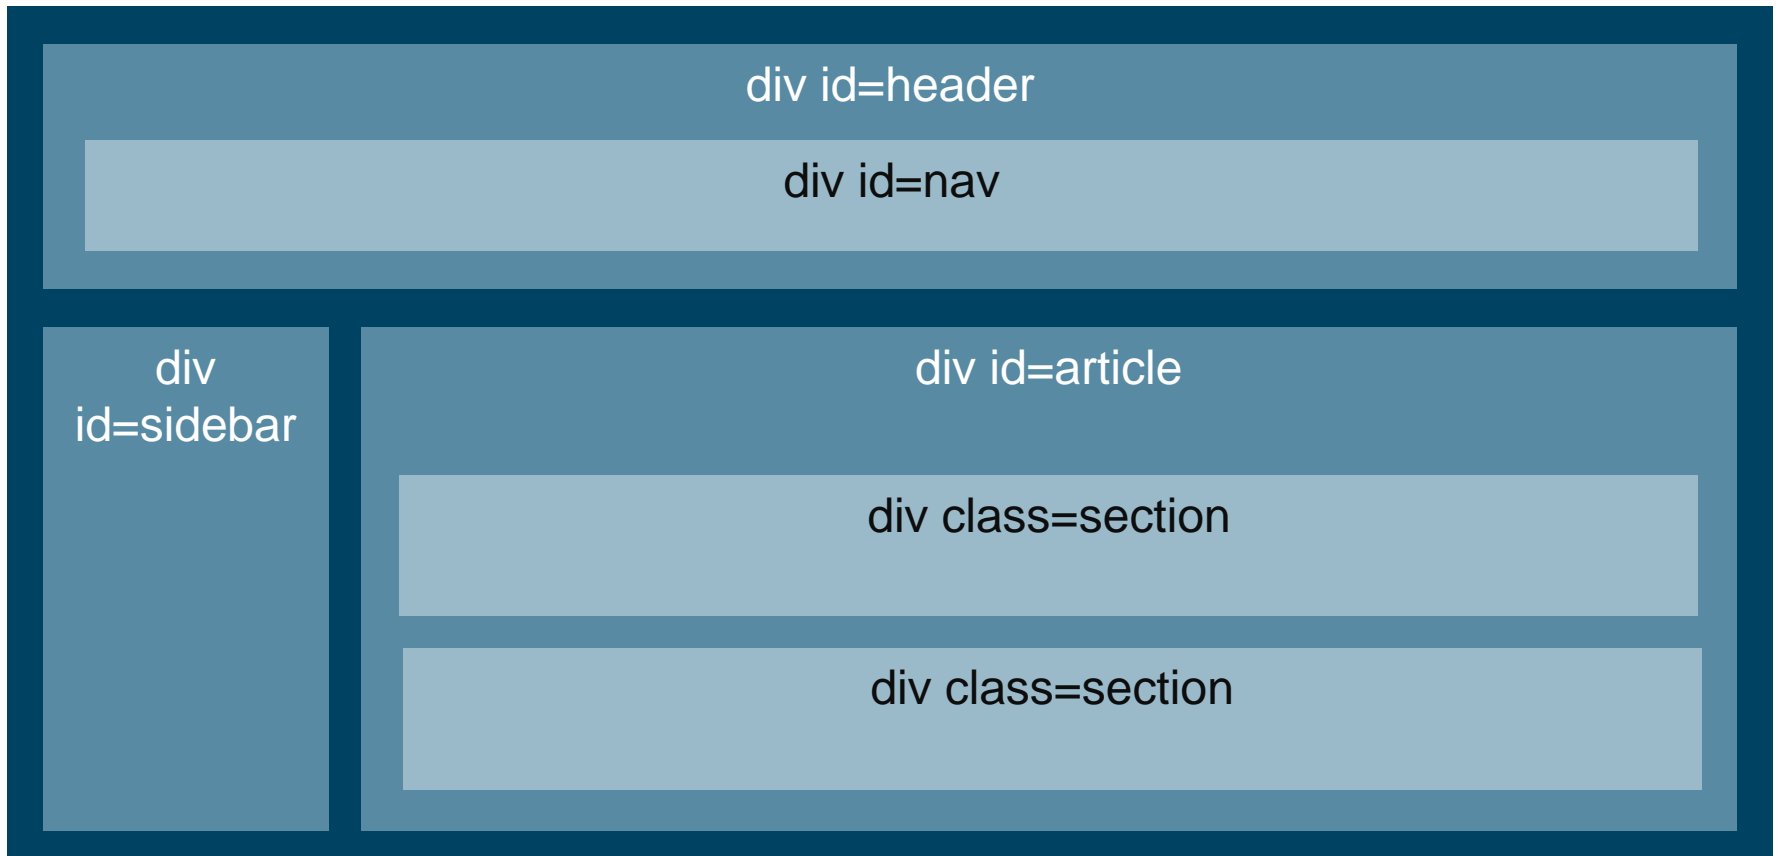 div id=header
div id=nav
div
id=sidebar
div id=article
div class=section
div class=section